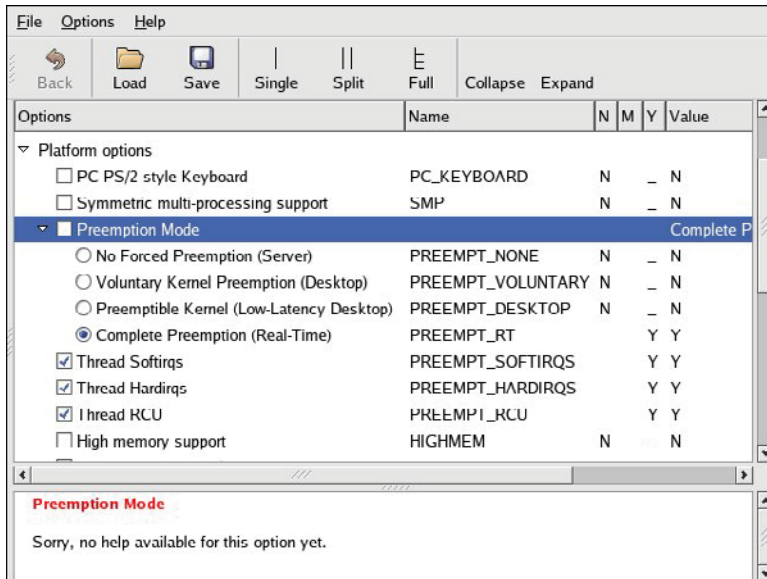 File Options Help
Back Load Save Single Split Full Collapse Expand
Options Name N M Y Value
Platform options
PC PS/2 style Keyboard PC_KEYBOARD N _ N
Symmetric multi-processing support SMP N _ N
Preemption Mode Complete P
No Forced Preemption (Server) PREEMPT_NONE N _ N
Voluntary Kernel Preemption (Desktop) PREEMPT_VOLUNTARY N _ N
Preemptible Kernel (Low-Latency Desktop) PREEMPT_DESKTOP N _ N
Complete Preemption (Real-Time) PREEMPT_RT Y Y
Thread Softirqs PREEMPT_SOFTIRQS Y Y
Thread Hardirqs PREEMPT_HARDIRQS Y Y
Thread RCU PREEMPT_RCU Y Y
High memory support HIGHMEM N N
Preemption Mode
Sorry, no help available for this option yet.